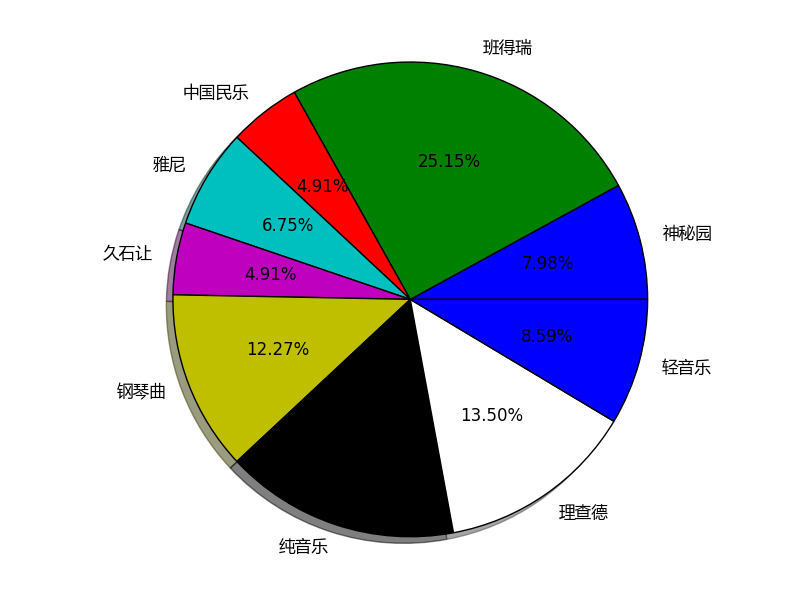 班得瑞
中国民乐
雅尼
久石让
钢琴曲
纯音乐
理查德
轻音乐
神秘园
25.15%
4.91%
6.75%
4.91%
12.27%
13.50%
8.59%
7.98%